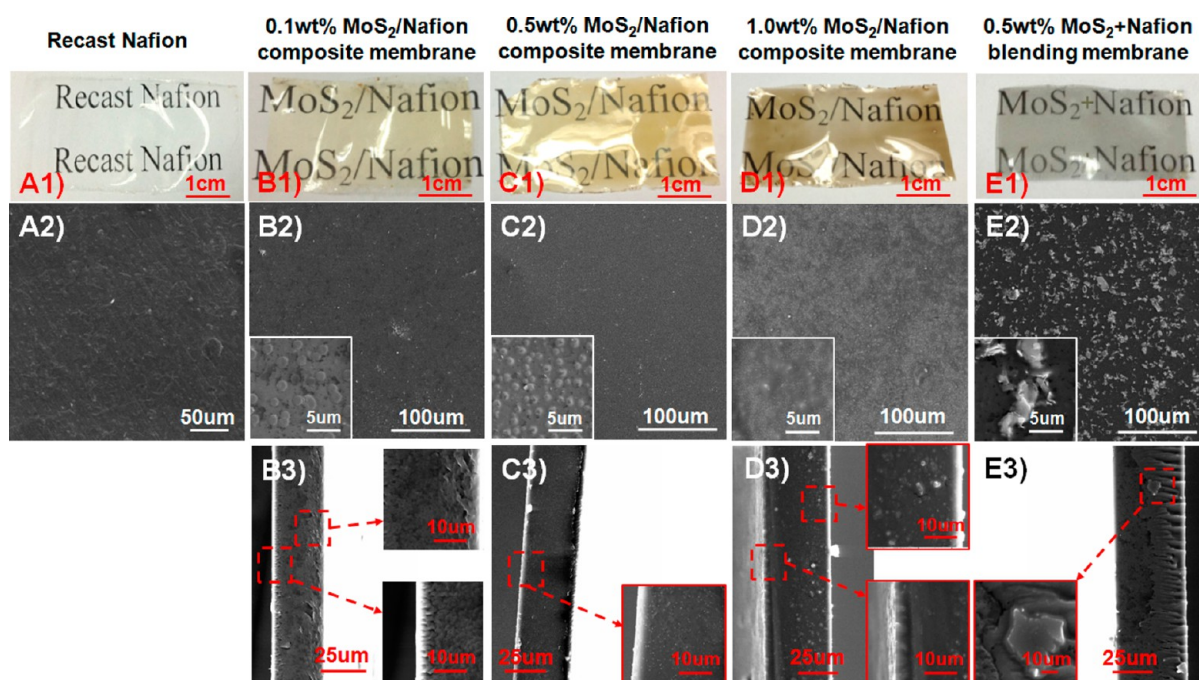 Recast Nafion
0.1wt% MoS₂/Nafion
composite membrane
0.5wt% MoS₂/Nafion
composite membrane
1.0wt% MoS₂/Nafion
composite membrane
0.5wt% MoS₂+Nafion
blending membrane
Recast Nafion
Recast Nafion
A1)
1cm
MoS₂/Nafion
MoS₂/Nafion
B1)
1cm
MoS₂/Nafion
MoS₂/Nafion
C1)
1cm
MoS₂/Nafion
MoS₂/Nafion
D1)
1cm
MoS₂+Nafion
MoS₂+Nafion
E1)
1cm
A2)
50um
B2)
5um
100um
C2)
5um
100um
D2)
5um
100um
E2)
5um
100um
B3)
10um
25um
10um
C3)
25um
10um
D3)
10um
25um
10um
E3)
10um
25um